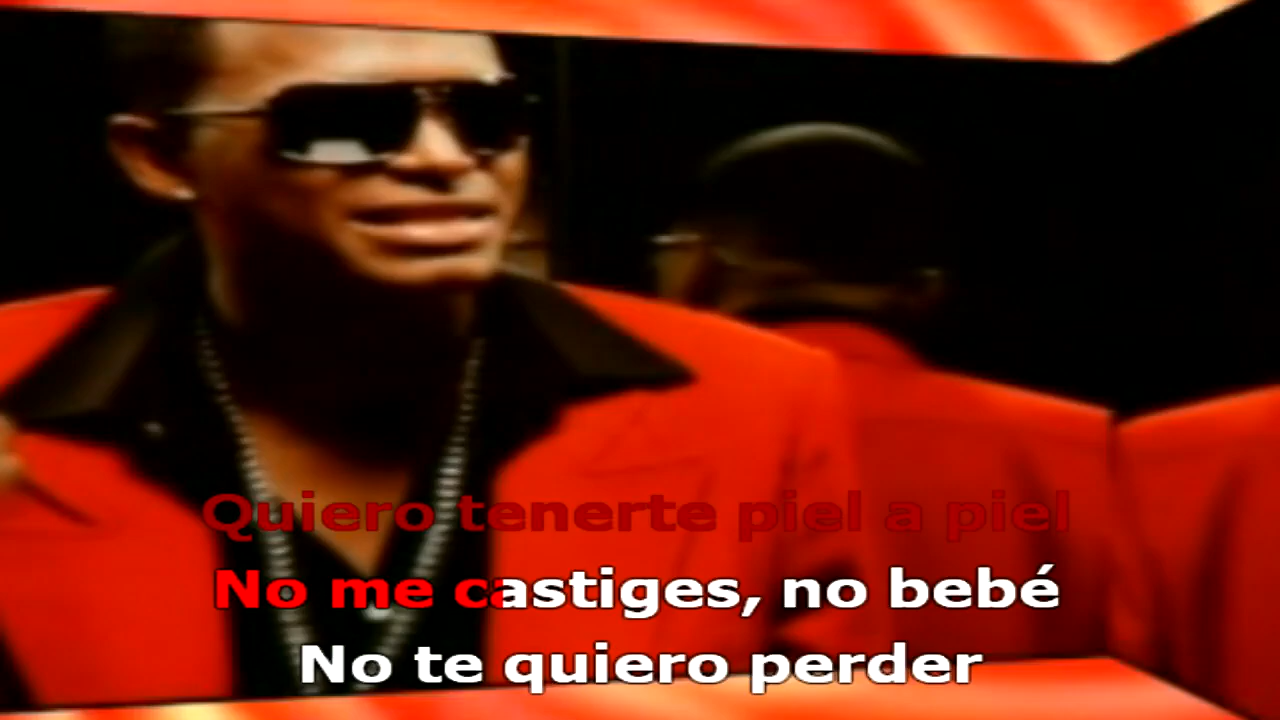 Quiero tenerte piel a piel
No me castiges, no bebé
No te quiero perder